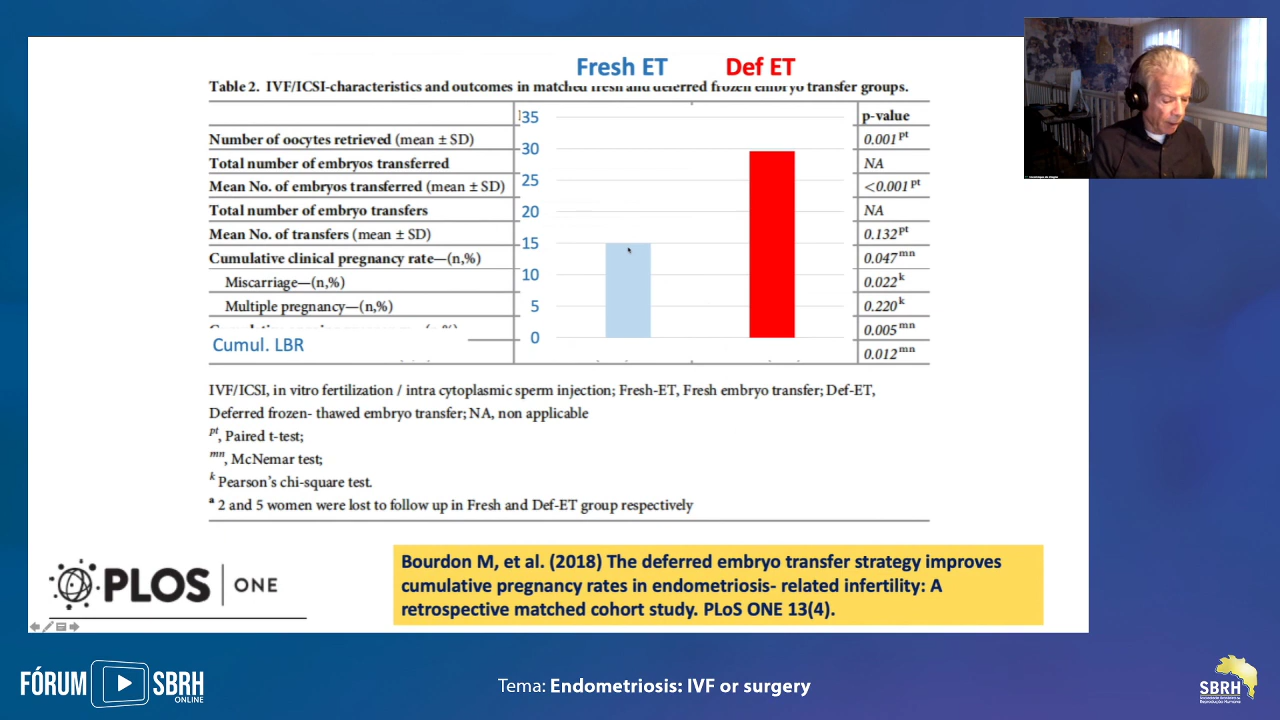 Fresh ET Def ET
Table 2. IVF/ICSI-characteristics and outcomes in matched fresh and deferred frozen embryo transfer groups.
35 p-value
Number of oocytes retrieved (mean ± SD) 0.001 pt
30
Total number of embryos transferred NA
25
Mean No. of embryos transferred (mean ± SD) <0.001 pt
Total number of embryo transfers 20 NA
Mean No. of transfers (mean ± SD) 0.132 pt
15
Cumulative clinical pregnancy rate—(n,%) 0.047 mn
10
Miscarriage—(n,%) 0.022 k
Multiple pregnancy—(n,%) 5 0.220 k
0.005 mn
0
Cumul. LBR 0.012 mn
IVF/ICSI, in vitro fertilization / intra cytoplasmic sperm injection; Fresh-ET, Fresh embryo transfer; Def-ET,
Deferred frozen- thawed embryo transfer; NA, non applicable
pt, Paired t-test;
mn, McNemar test;
k Pearson's chi-square test.
a 2 and 5 women were lost to follow up in Fresh and Def-ET group respectively
PLOS ONE
Bourdon M, et al. (2018) The deferred embryo transfer strategy improves
cumulative pregnancy rates in endometriosis- related infertility: A
retrospective matched cohort study. PLoS ONE 13(4).
FÓRUM SBRH
ONLINE
Tema: Endometriosis: IVF or surgery
SBRH